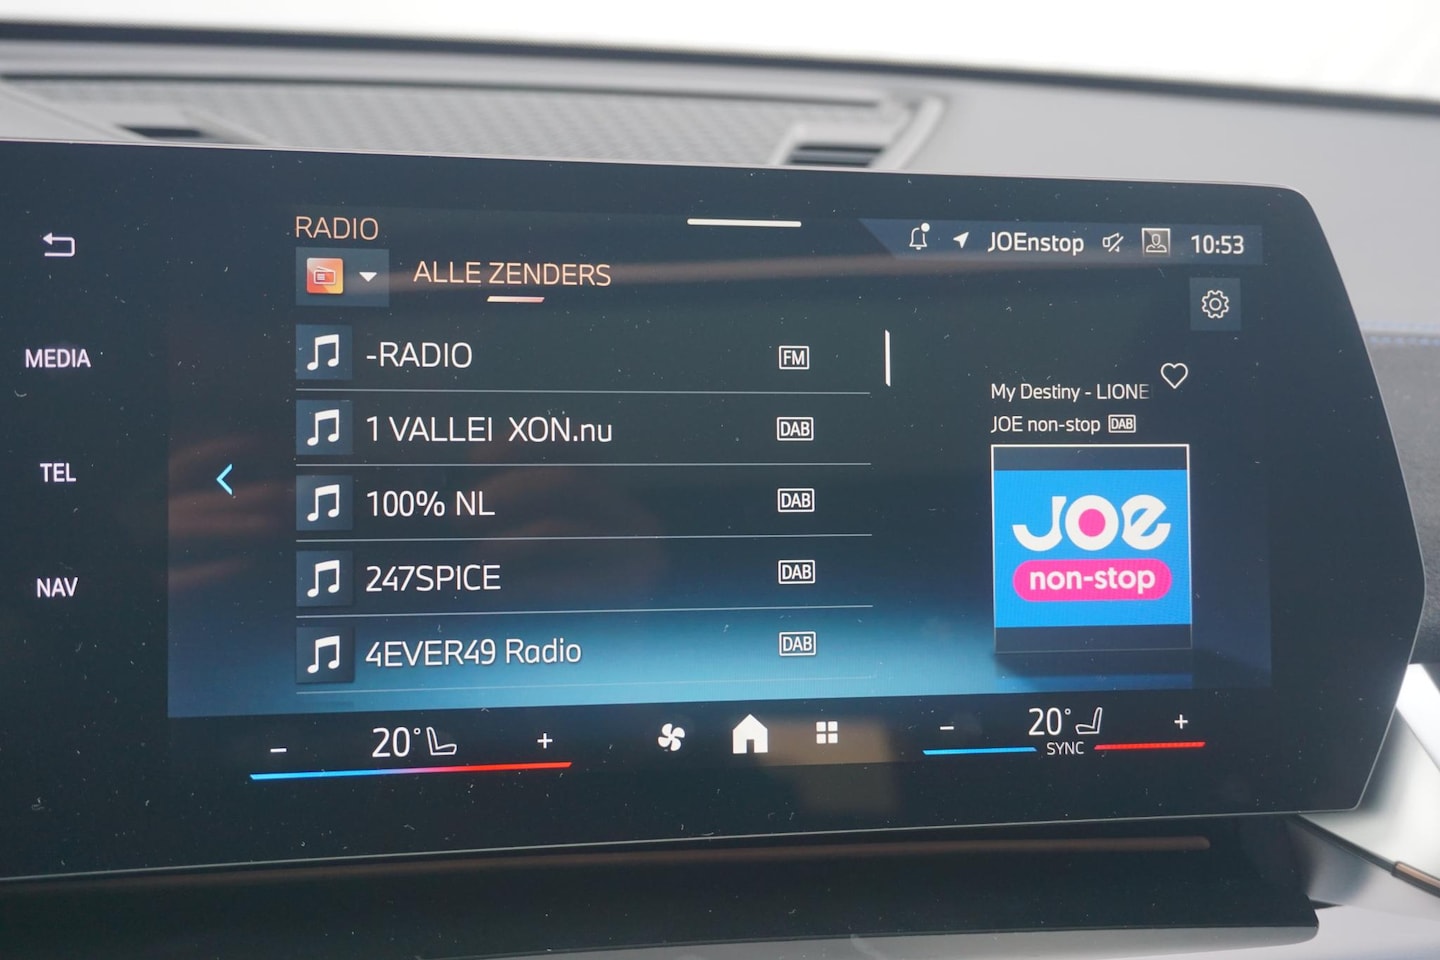 RADIO
JOEnstop
10:53
ALLE ZENDERS
MEDIA
TEL
NAV
-RADIO FM
1 VALLEI XON.nu DAB
100% NL DAB
247SPICE DAB
4EVER49 Radio DAB
My Destiny - LIONE
JOE non-stop DAB
JOe
non-stop
- 20° +
- 20° +
SYNC